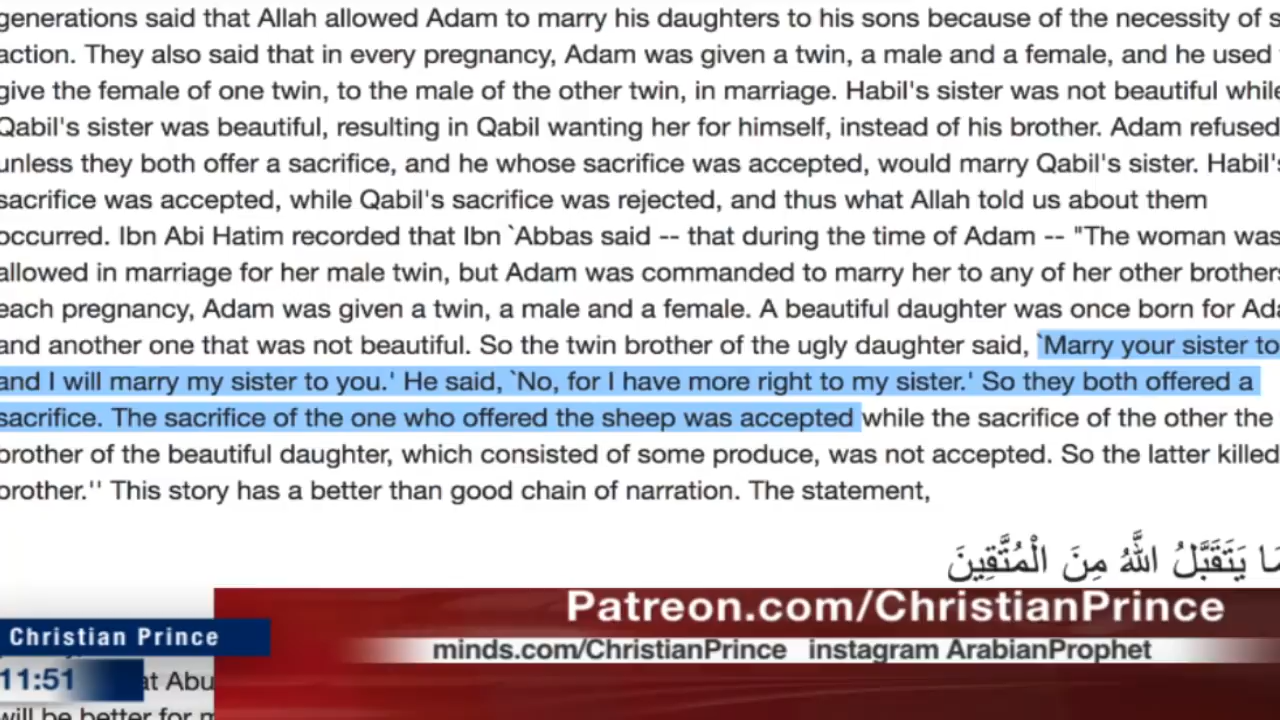 generations said that Allah allowed Adam to marry his daughters to his sons because of the necessity of
action. They also said that in every pregnancy, Adam was given a twin, a male and a female, and he used
give the female of one twin, to the male of the other twin, in marriage. Habil's sister was not beautiful while
Qabil's sister was beautiful, resulting in Qabil wanting her for himself, instead of his brother. Adam refused
unless they both offer a sacrifice, and he whose sacrifice was accepted, would marry Qabil's sister. Habil's
sacrifice was accepted, while Qabil's sacrifice was rejected, and thus what Allah told us about them
occurred. Ibn Abi Hatim recorded that Ibn `Abbas said -- that during the time of Adam -- "The woman was
allowed in marriage for her male twin, but Adam was commanded to marry her to any of her other brothers
each pregnancy, Adam was given a twin, a male and a female. A beautiful daughter was once born for
and another one that was not beautiful. So the twin brother of the ugly daughter said, `Marry your sister to
and I will marry my sister to you.' He said, `No, for I have more right to my sister.' So they both offered a
sacrifice. The sacrifice of the one who offered the sheep was accepted while the sacrifice of the other the
brother of the beautiful daughter, which consisted of some produce, was not accepted. So the latter killed
brother.'' This story has a better than good chain of narration. The statement,
يَتَقَبَّلُ اللَّهُ مِنَ الْمُتَّقِينَ
Patreon.com/ChristianPrince
Christian Prince
minds.com/ChristianPrince instagram ArabianProphet
11:51
at Abu
will be better for